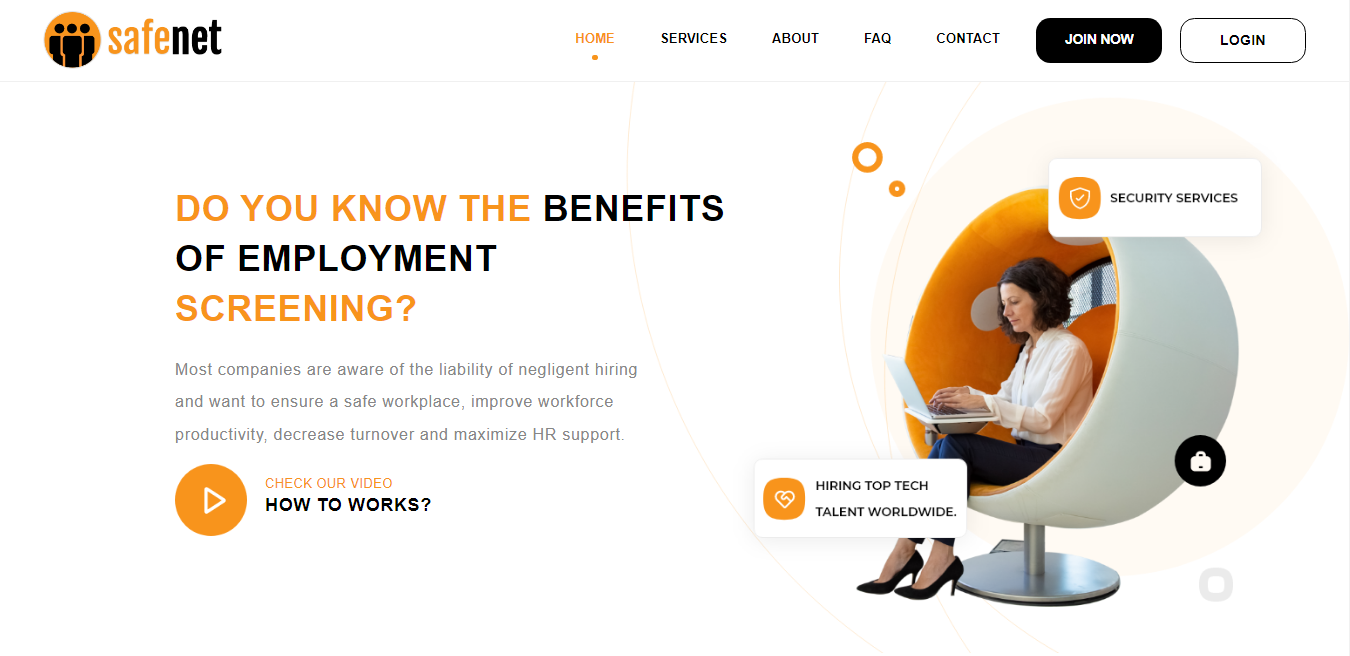 safenet
HOME
SERVICES
ABOUT
FAQ
CONTACT
JOIN NOW
LOGIN
DO YOU KNOW THE BENEFITS
OF EMPLOYMENT
SCREENING?
Most companies are aware of the liability of negligent hiring
and want to ensure a safe workplace, improve workforce
productivity, decrease turnover and maximize HR support.
CHECK OUR VIDEO
HOW TO WORKS?
SECURITY SERVICES
HIRING TOP TECH
TALENT WORLDWIDE.